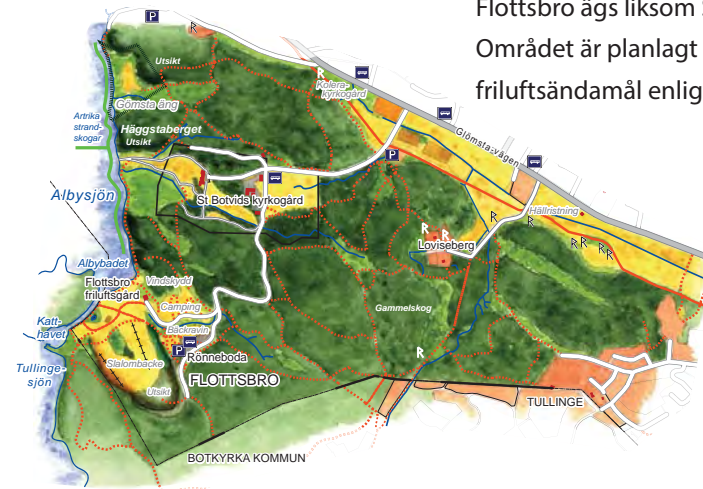 Flottsbro ägs liksom
Området är planlagt
friluftsändamål enlig
P
Utsikt
R
Kolera-
kyrkogård
Gömsta äng
Artrika
strand-
skogar
Häggstaberget
Utsikt
Glömsta-vägen
P
Albysjön
St Botvids kyrkogård
Hällristning
R
R
R
R
R
R
R
R
Loviseberg
Albybadet
Flottsbro
friluftsgård
Vindskydd
Camping
Gammelskog
Katt-
havet
Bäckravin
P
Rönneboda
R
Tullinge-
sjön
Slalombacke
FLOTTSBRO
Utsikt
TULLINGE
BOTKYRKA KOMMUN